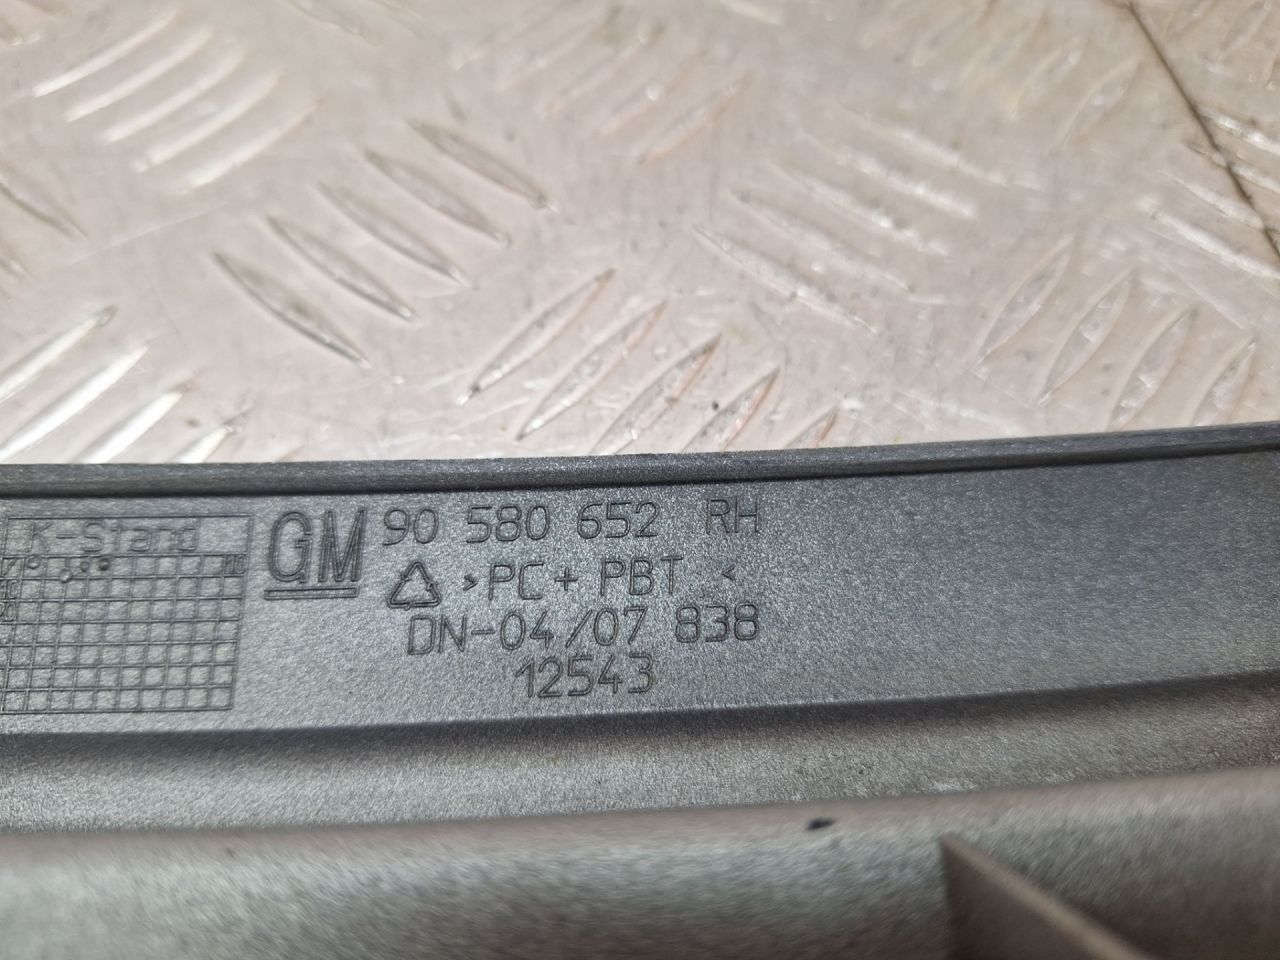 K-Stand
GM 90 580 652 RH
>PC+PBT<
DN-04/07 838
12543